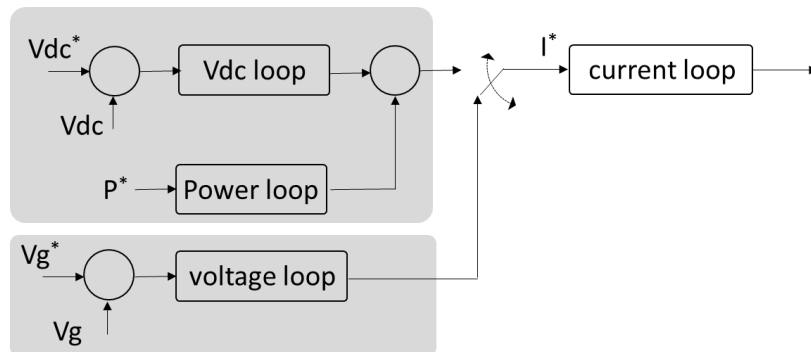 Vdc*
Vdc loop
I*
current loop
Vdc
P*
Power loop
Vg*
voltage loop
Vg